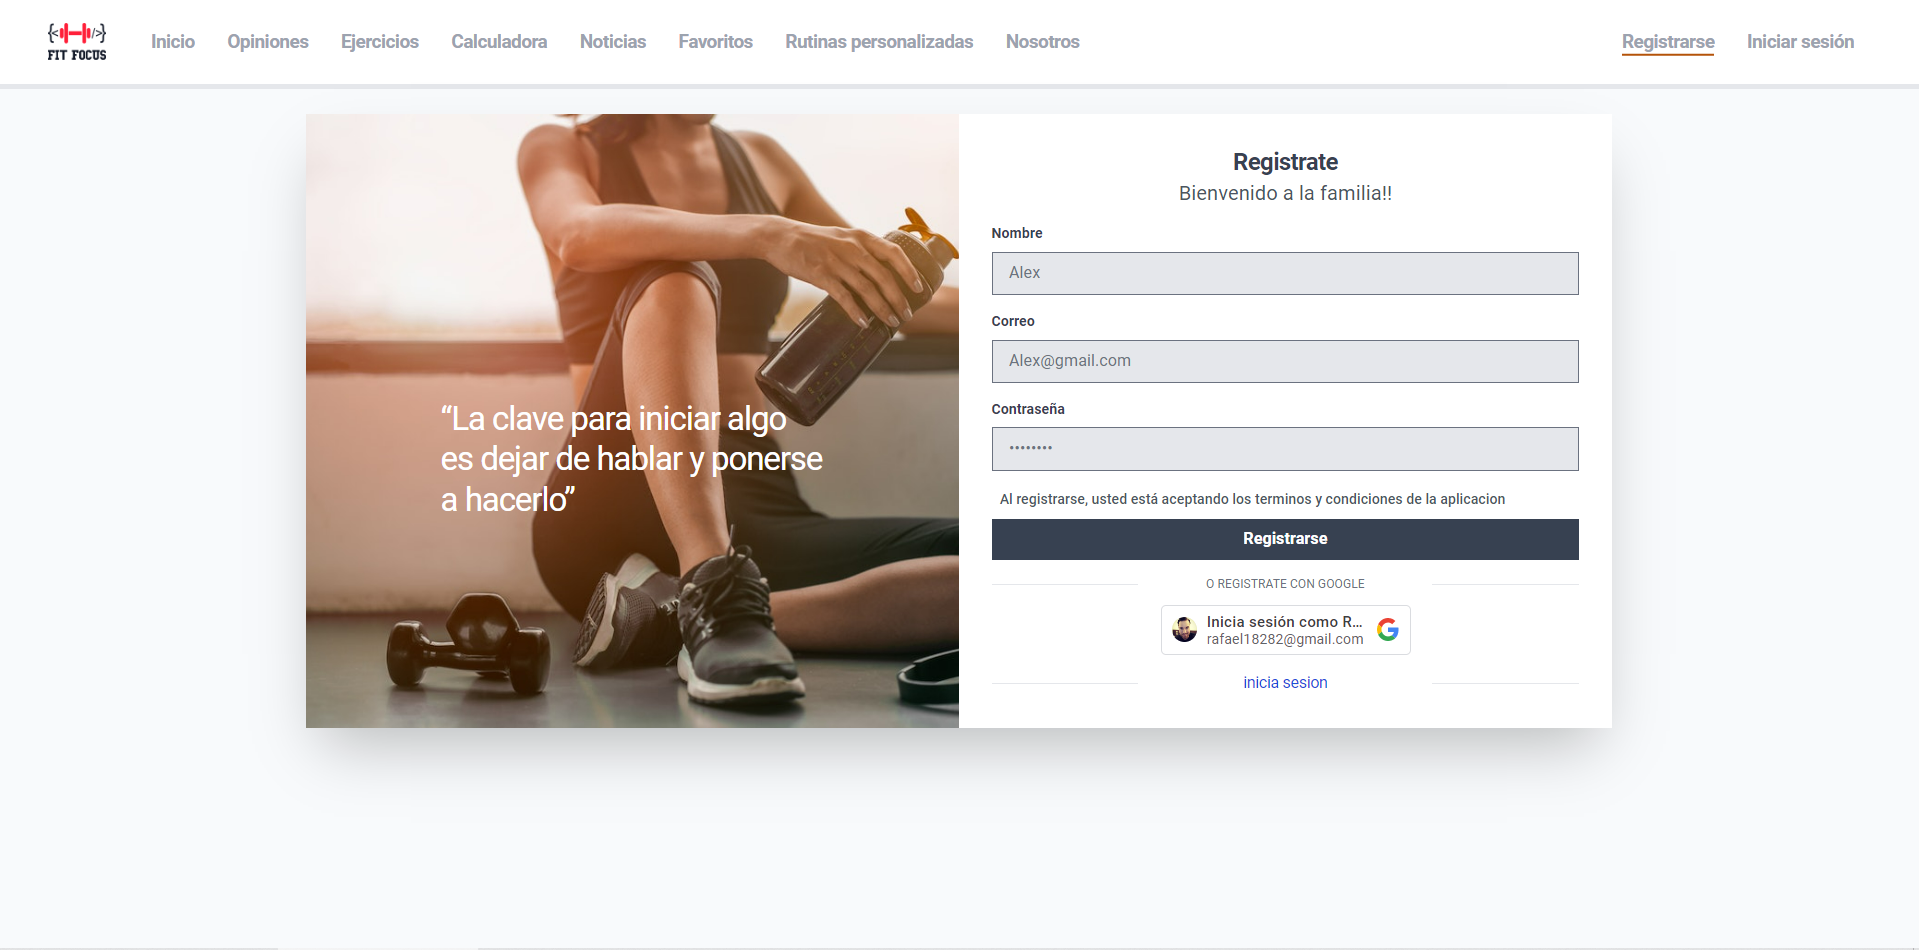 {< />}
FIT FOCUS
Inicio
Opiniones
Ejercicios
Calculadora
Noticias
Favoritos
Rutinas personalizadas
Nosotros
Registrarse
Iniciar sesión
“La clave para iniciar algo
es dejar de hablar y ponerse
a hacerlo”
Registrate
Bienvenido a la familia!!
Nombre
Alex
Correo
Alex@gmail.com
Contraseña
••••••••
Al registrarse, usted está aceptando los terminos y condiciones de la aplicacion
Registrarse
O REGISTRATE CON GOOGLE
Inicia sesión como R...
rafael18282@gmail.com
inicia sesion